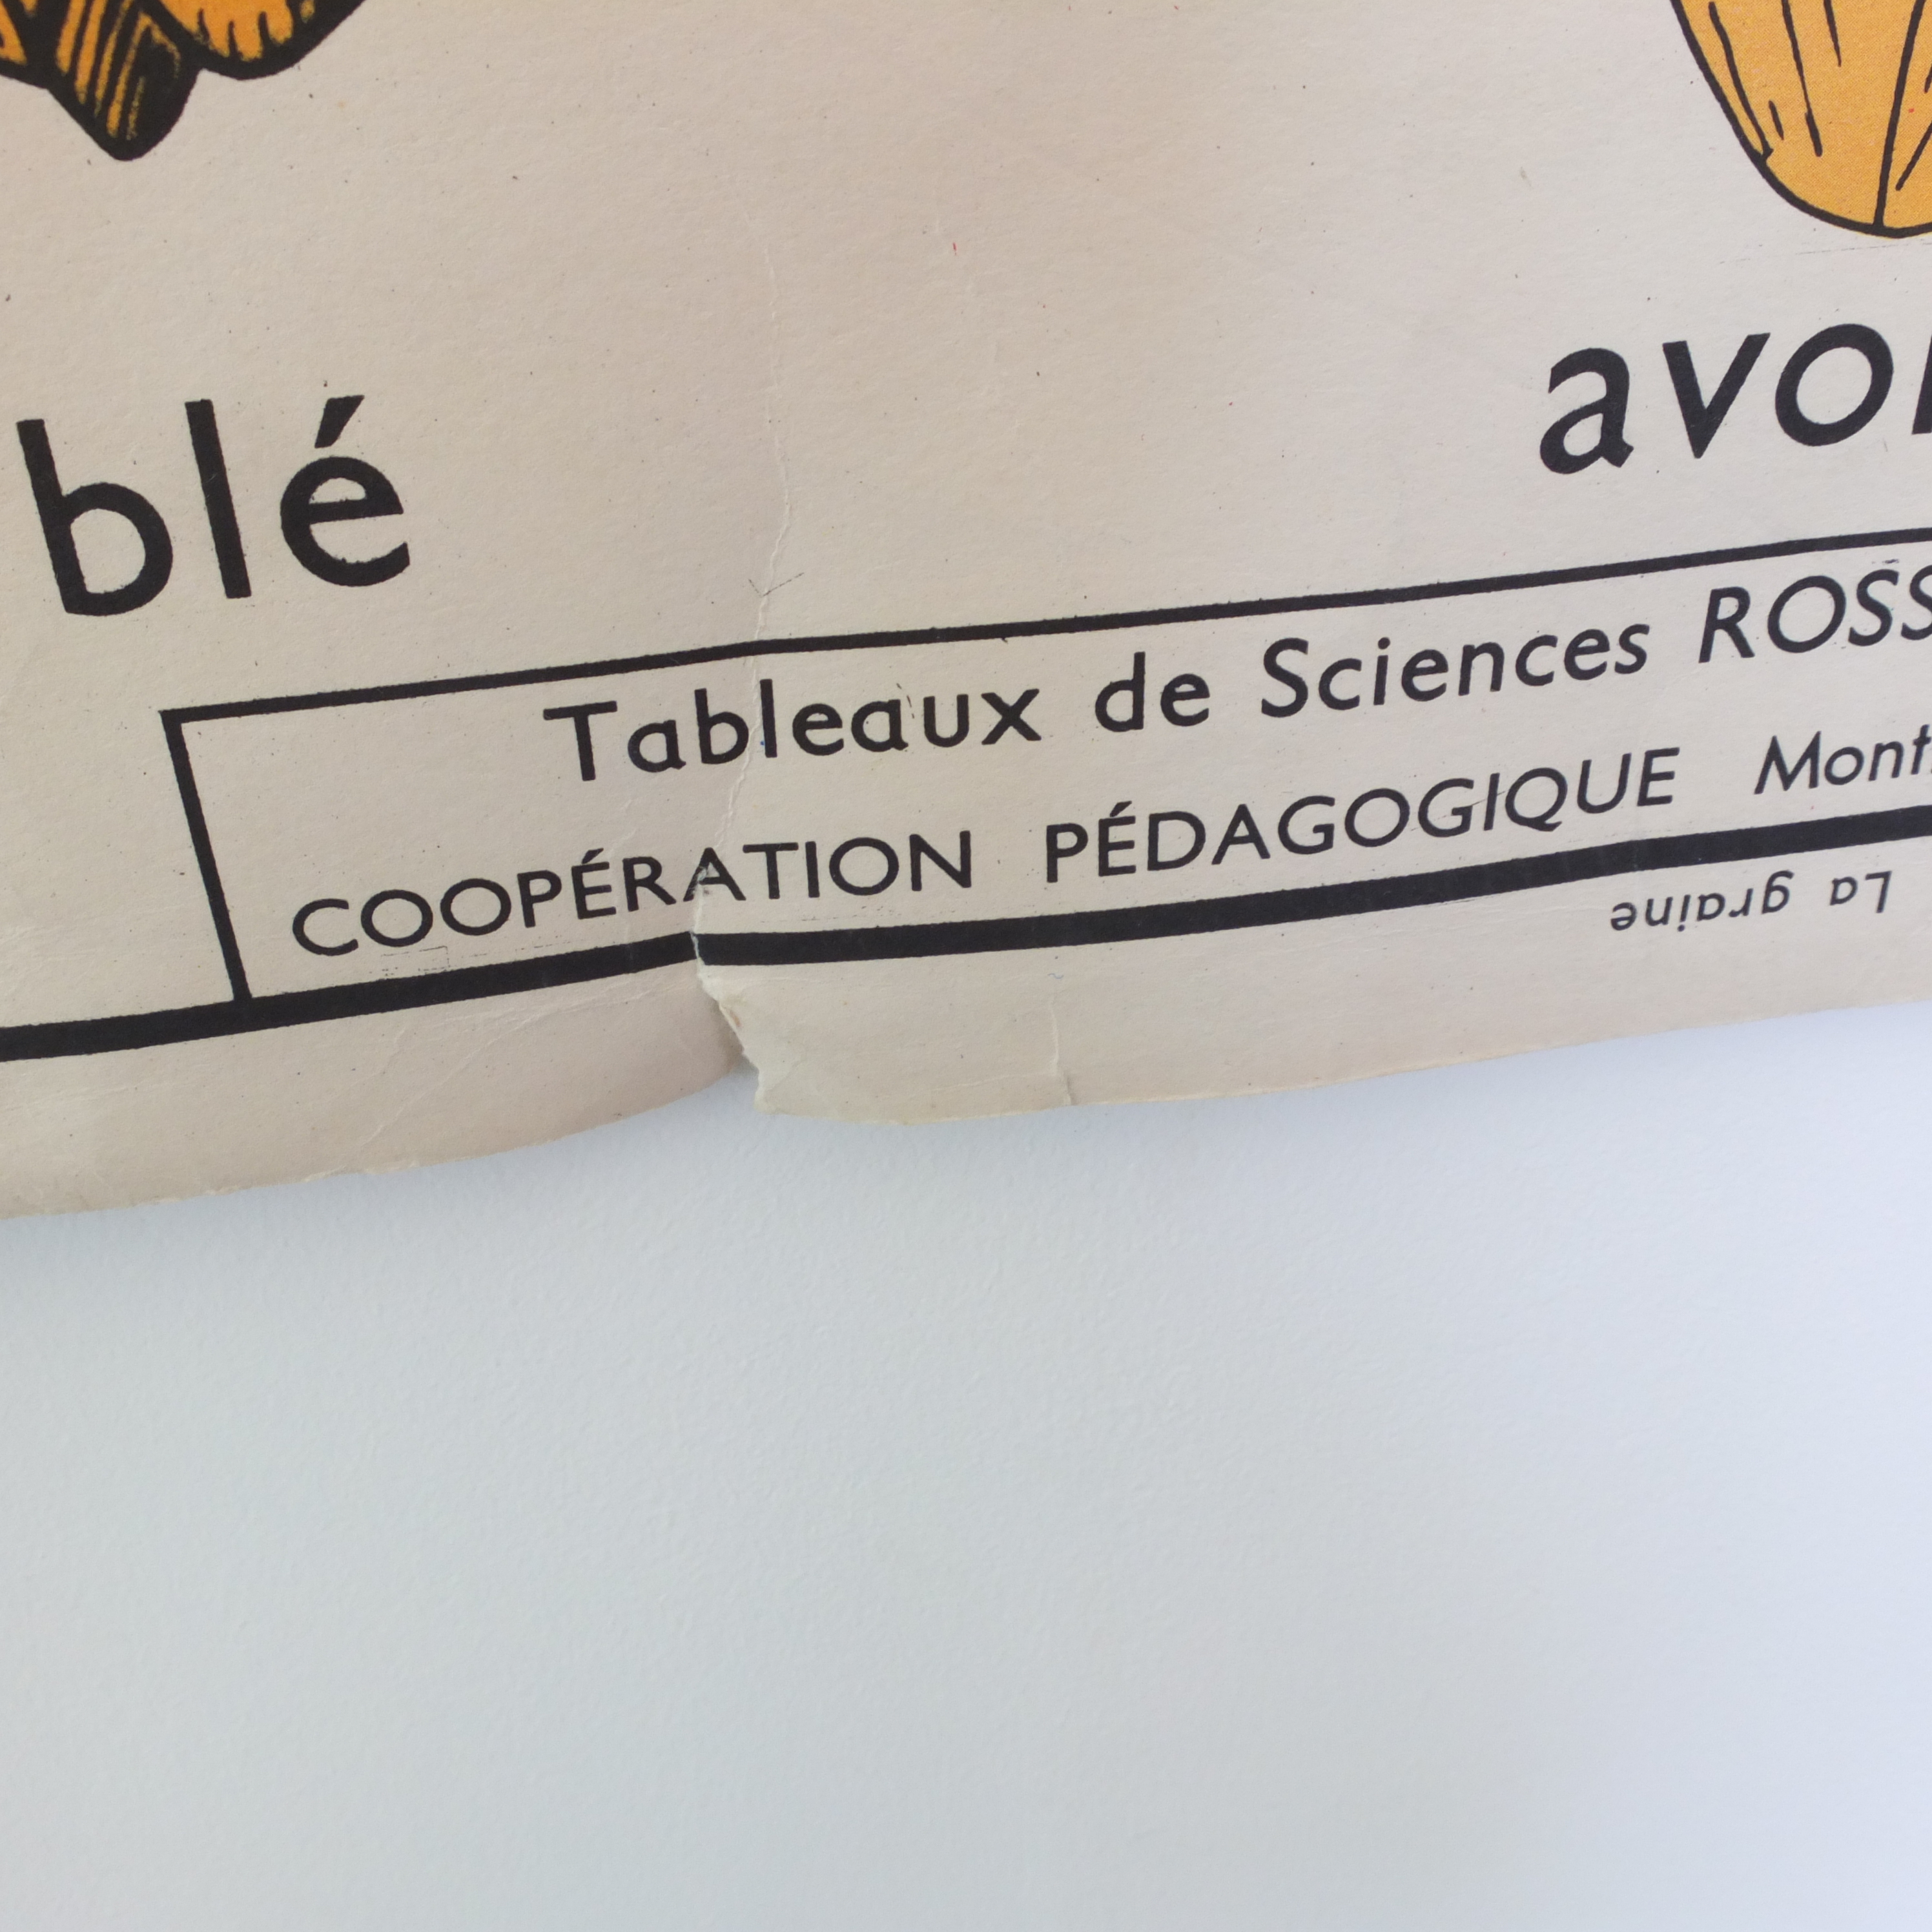 blé
avoi
Tableaux de Sciences ROSS
COOPÉRATION PÉDAGOGIQUE Mont
La graine